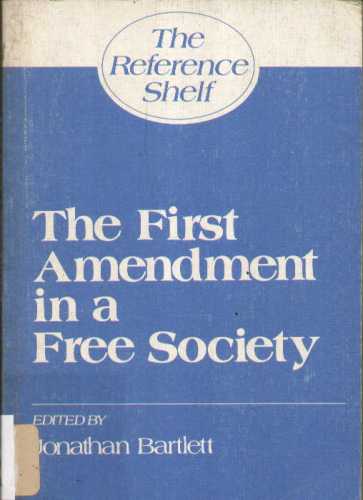 The
Reference
Shelf
The First
Amendment
in a
Free Society
EDITED BY
Jonathan Bartlett